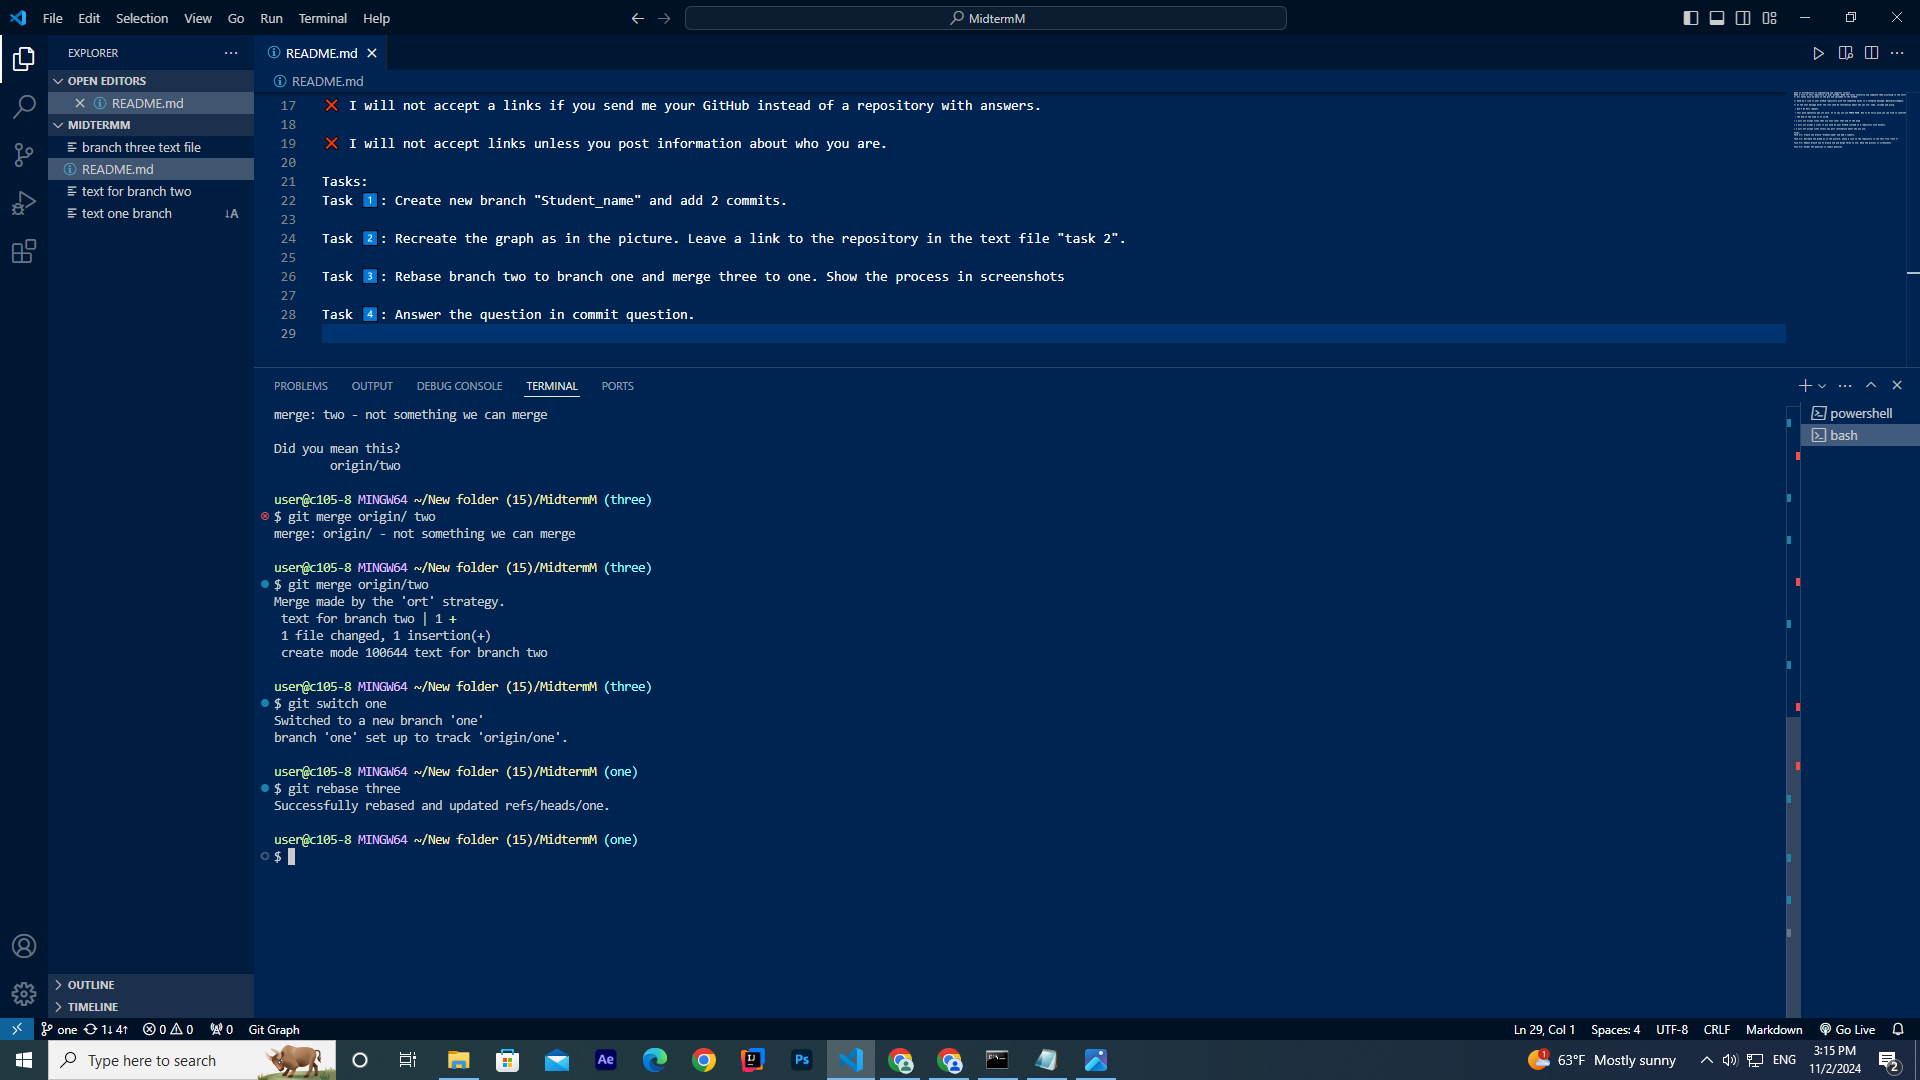 File Edit Selection View Go Run Terminal Help
MidtermM
EXPLORER
OPEN EDITORS
README.md
MIDTERMM
branch three text file
README.md
text for branch two
text one branch ↓A
OUTLINE
TIMELINE
README.md
README.md
17 ❌ I will not accept a links if you send me your GitHub instead of a repository with answers.
18
19 ❌ I will not accept links unless you post information about who you are.
20
21 Tasks:
22 Task 1️⃣: Create new branch "Student_name" and add 2 commits.
23
24 Task 2️⃣: Recreate the graph as in the picture. Leave a link to the repository in the text file "task 2".
25
26 Task 3️⃣: Rebase branch two to branch one and merge three to one. Show the process in screenshots
27
28 Task 4️⃣: Answer the question in commit question.
29
PROBLEMS OUTPUT DEBUG CONSOLE TERMINAL PORTS
powershell
bash
merge: two - not something we can merge
Did you mean this?
origin/two
user@c105-8 MINGW64 ~/New folder (15)/MidtermM (three)
$ git merge origin/ two
merge: origin/ - not something we can merge
user@c105-8 MINGW64 ~/New folder (15)/MidtermM (three)
$ git merge origin/two
Merge made by the 'ort' strategy.
text for branch two | 1 +
1 file changed, 1 insertion(+)
create mode 100644 text for branch two
user@c105-8 MINGW64 ~/New folder (15)/MidtermM (three)
$ git switch one
Switched to a new branch 'one'
branch 'one' set up to track 'origin/one'.
user@c105-8 MINGW64 ~/New folder (15)/MidtermM (one)
$ git rebase three
Successfully rebased and updated refs/heads/one.
user@c105-8 MINGW64 ~/New folder (15)/MidtermM (one)
$
one 1↓ 4↑ 0 0 0 Git Graph
Ln 29, Col 1 Spaces: 4 UTF-8 CRLF Markdown Go Live
Type here to search
Ae
IJ
Ps
1
63°F Mostly sunny
ENG
3:15 PM
11/2/2024
2